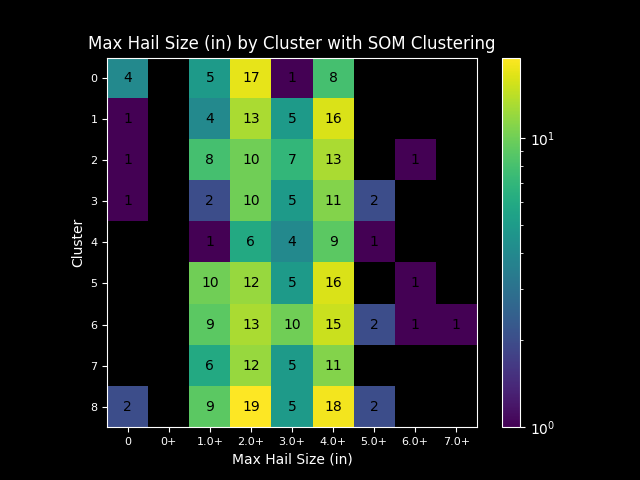 Max Hail Size (in) by Cluster with SOM Clustering
0 4 5 17 1 8
1 1 4 13 5 16
2 1 8 10 7 13 1
3 1 2 10 5 11 2
4 1 6 4 9 1
5 10 12 5 16 1
6 9 13 10 15 2 1 1
7 6 12 5 11
8 2 9 19 5 18 2
0 0+ 1.0+ 2.0+ 3.0+ 4.0+ 5.0+ 6.0+ 7.0+
Max Hail Size (in)
Cluster
10¹
10⁰